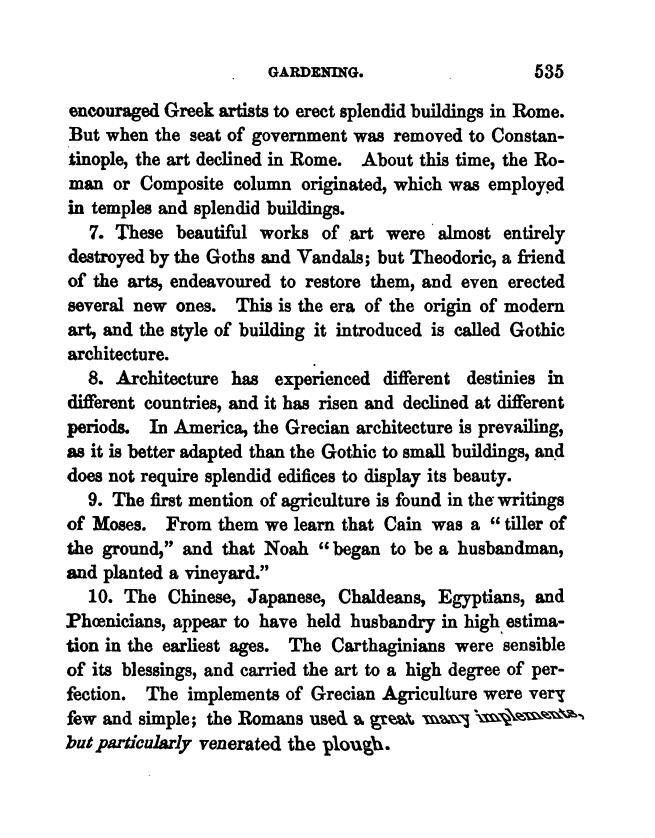 GARDENING. 535
encouraged Greek artists to erect splendid buildings in Rome.
But when the seat of government was removed to Constan-
tinople, the art declined in Rome. About this time, the Ro-
man or Composite column originated, which was employed
in temples and splendid buildings.
7. These beautiful works of art were almost entirely
destroyed by the Goths and Vandals; but Theodoric, a friend
of the arts, endeavoured to restore them, and even erected
several new ones. This is the era of the origin of modern
art, and the style of building it introduced is called Gothic
architecture.
8. Architecture has experienced different destinies in
different countries, and it has risen and declined at different
periods. In America, the Grecian architecture is prevailing,
as it is better adapted than the Gothic to small buildings, and
does not require splendid edifices to display its beauty.
9. The first mention of agriculture is found in the writings
of Moses. From them we learn that Cain was a “ tiller of
the ground,” and that Noah “ began to be a husbandman,
and planted a vineyard.”
10. The Chinese, Japanese, Chaldeans, Egyptians, and
Phœnicians, appear to have held husbandry in high estima-
tion in the earliest ages. The Carthaginians were sensible
of its blessings, and carried the art to a high degree of per-
fection. The implements of Grecian Agriculture were very
few and simple; the Romans used a great many implements,
but particularly venerated the plough.